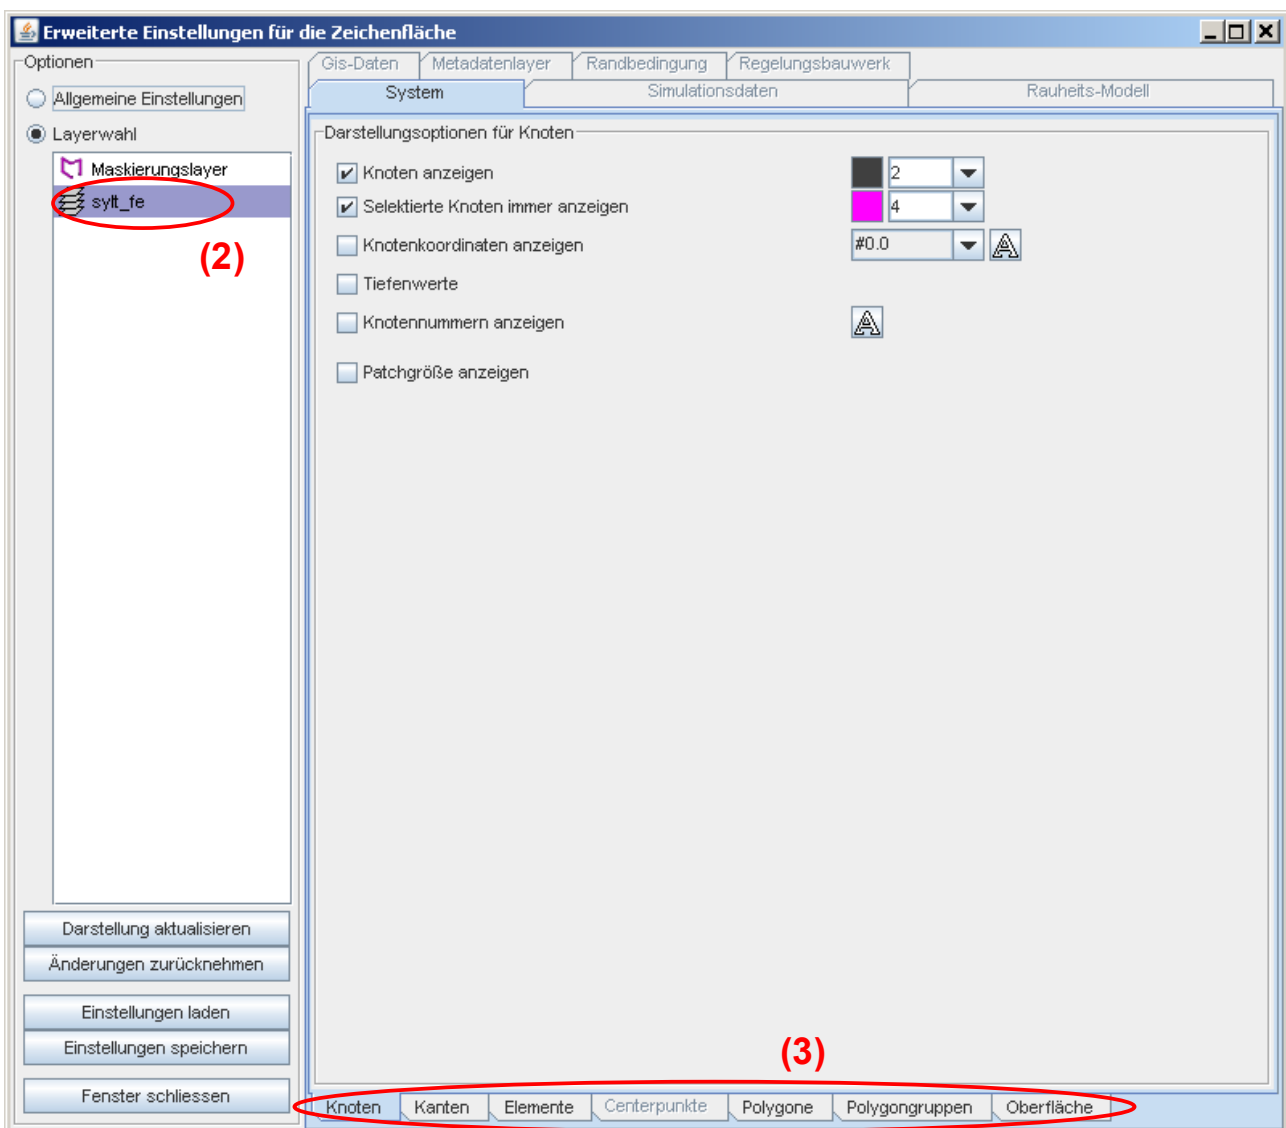 Erweiterte Einstellungen für die Zeichenfläche
Optionen
Allgemeine Einstellungen
Layerwahl
Maskierungslayer
sylt_fe
(2)
Darstellung aktualisieren
Änderungen zurücknehmen
Einstellungen laden
Einstellungen speichern
Fenster schliessen
Gis-Daten Metadatenlayer Randbedingung Regelungsbauwerk
System Simulationsdaten Rauheits-Modell
Darstellungsoptionen für Knoten
Knoten anzeigen 2
Selektierte Knoten immer anzeigen 4
Knotenkoordinaten anzeigen #0.0 A
Tiefenwerte
Knotennummern anzeigen A
Patchgröße anzeigen
(3)
Knoten Kanten Elemente Centerpunkte Polygone Polygongruppen Oberfläche